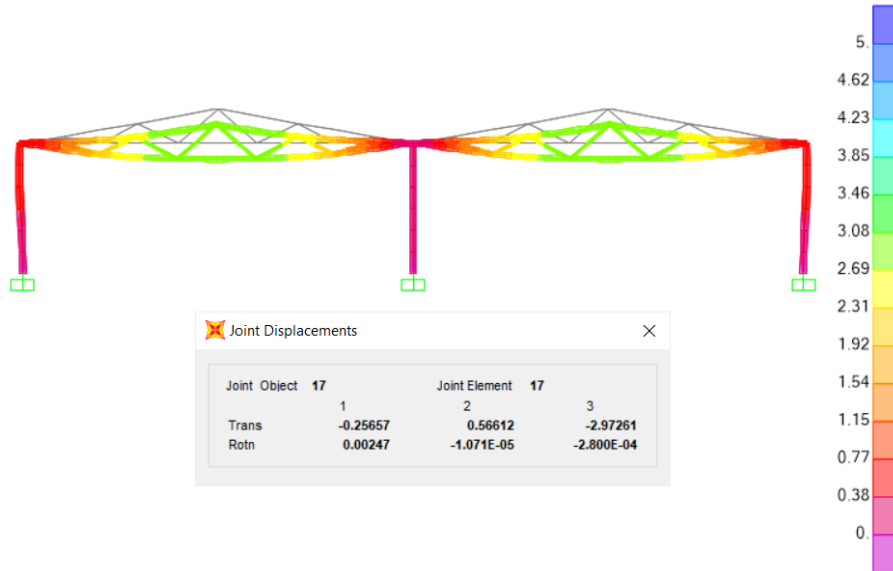 5.
4.62
4.23
3.85
3.46
3.08
2.69
2.31
1.92
1.54
1.15
0.77
0.38
0.
Joint Displacements
Joint Object 17 Joint Element 17
1 2 3
Trans -0.25657 0.56612 -2.97261
Rotn 0.00247 -1.071E-05 -2.800E-04